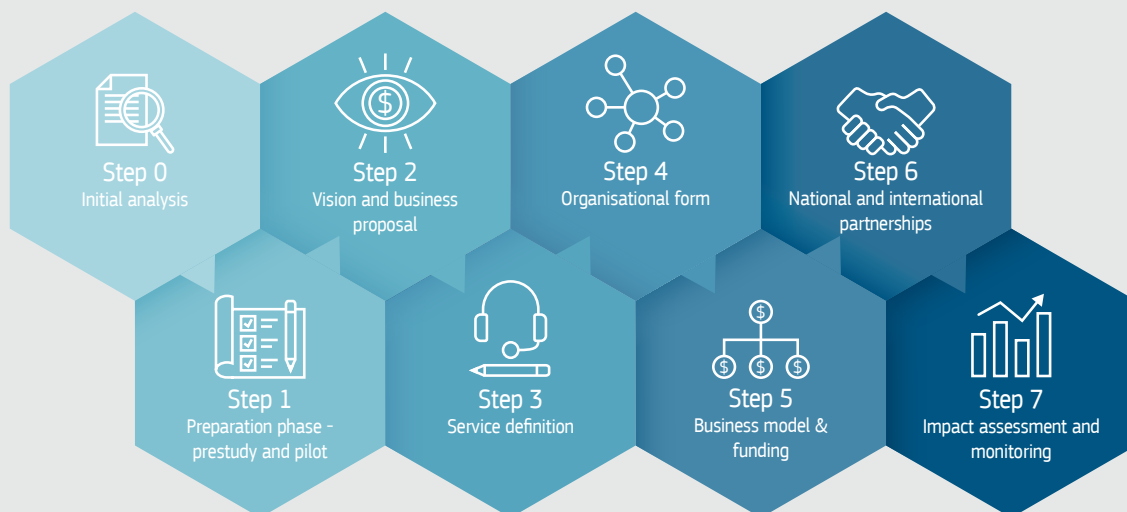 Step 0
Initial analysis
Step 1
Preparation phase -
prestudy and pilot
$
Step 2
Vision and business
proposal
Step 3
Service definition
Step 4
Organisational form
$
$ $ $
Step 5
Business model &
funding
Step 6
National and international
partnerships
Step 7
Impact assessment and
monitoring